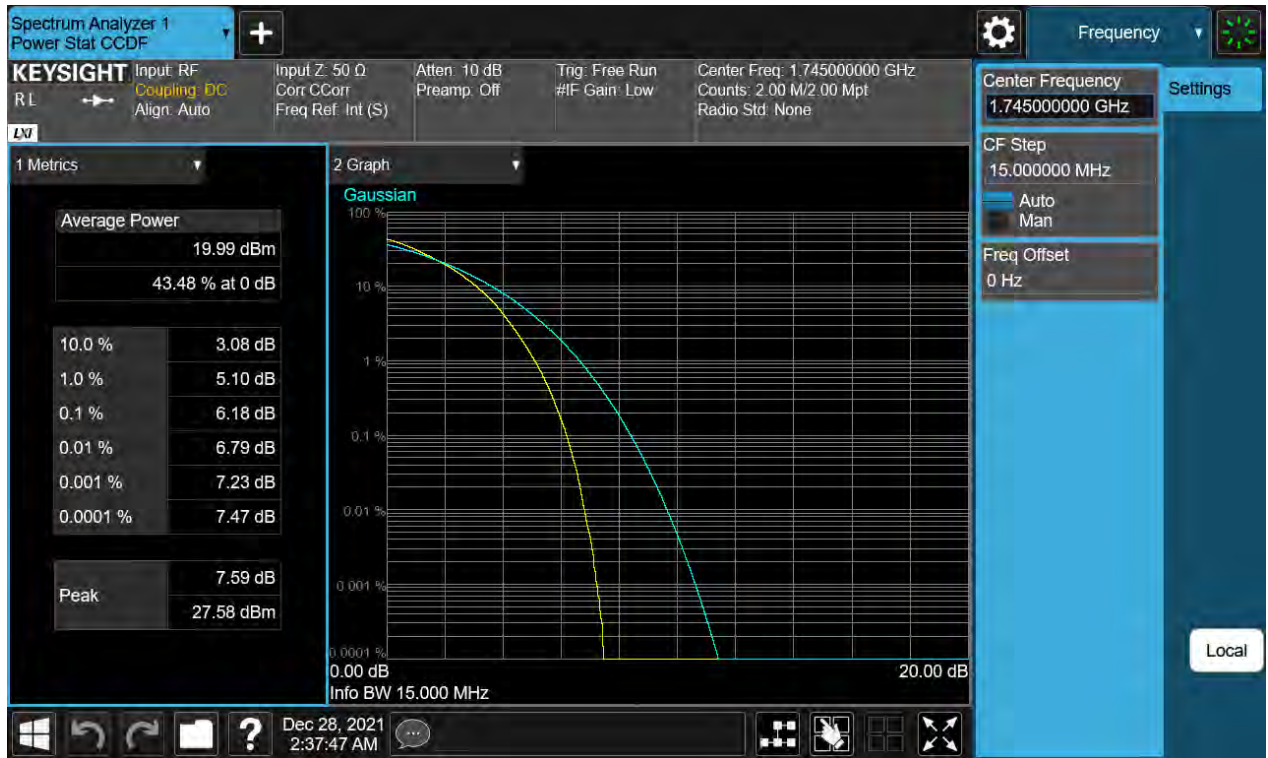 Spectrum Analyzer 1
Power Stat CCDF
Frequency
KEYSIGHT
RL
LXI
Input: RF
Coupling: DC
Align: Auto
Input Z: 50 Ω
Corr CCorr
Freq Ref: Int (S)
Atten: 10 dB
Preamp: Off
Trig: Free Run
#IF Gain: Low
Center Freq: 1.745000000 GHz
Counts: 2.00 M/2.00 Mpt
Radio Std: None
1 Metrics
Average Power
19.99 dBm
43.48 % at 0 dB
10.0 % 3.08 dB
1.0 % 5.10 dB
0.1 % 6.18 dB
0.01 % 6.79 dB
0.001 % 7.23 dB
0.0001 % 7.47 dB
Peak
7.59 dB
27.58 dBm
2 Graph
Gaussian
100 %
10 %
1 %
0.1 %
0.01 %
0.001 %
0.0001 %
0.00 dB 20.00 dB
Info BW 15.000 MHz
Center Frequency
1.745000000 GHz
CF Step
15.000000 MHz
Auto
Man
Freq Offset
0 Hz
Settings
Local
?
Dec 28, 2021
2:37:47 AM